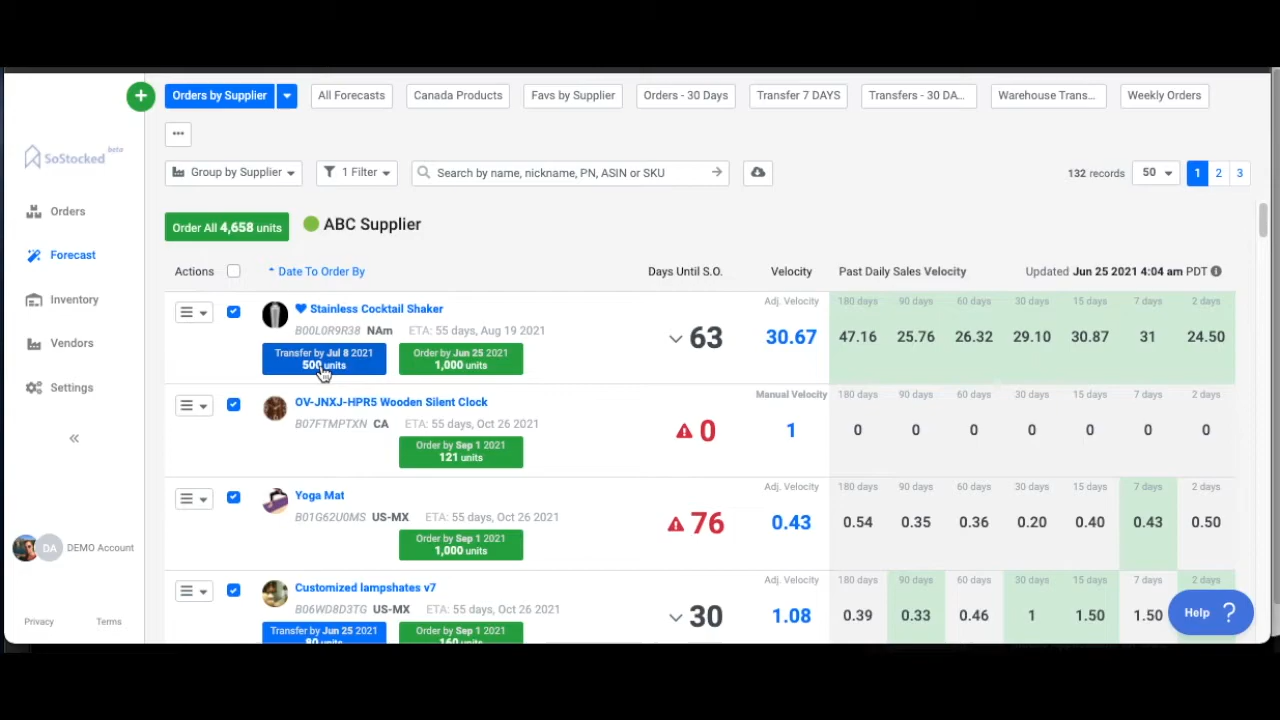 Orders by Supplier
All Forecasts
Canada Products
Favs by Supplier
Orders - 30 Days
Transfer 7 DAYS
Transfers - 30 DA...
Warehouse Trans...
Weekly Orders
SoStocked beta
Orders
Forecast
Inventory
Vendors
Settings
DA DEMO Account
Privacy Terms
Group by Supplier
1 Filter
Search by name, nickname, PN, ASIN or SKU
132 records
50
1 2 3
Order All 4,658 units
ABC Supplier
Actions
Date To Order By
Days Until S.O.
Velocity
Past Daily Sales Velocity
Updated Jun 25 2021 4:04 am PDT
Stainless Cocktail Shaker
B00L0R9R38 NAm ETA: 55 days, Aug 19 2021
Transfer by Jul 8 2021
500 units
Order by Jun 25 2021
1,000 units
63
Adj. Velocity
30.67
180 days 90 days 60 days 30 days 15 days 7 days 2 days
47.16 25.76 26.32 29.10 30.87 31 24.50
OV-JNXJ-HPR5 Wooden Silent Clock
B07FTMPTXN CA ETA: 55 days, Oct 26 2021
Order by Sep 1 2021
121 units
0
Manual Velocity
1
180 days 90 days 60 days 30 days 15 days 7 days 2 days
0 0 0 0 0 0 0
Yoga Mat
B01G62U0MS US-MX ETA: 55 days, Oct 26 2021
Order by Sep 1 2021
1,000 units
76
Adj. Velocity
0.43
180 days 90 days 60 days 30 days 15 days 7 days 2 days
0.54 0.35 0.36 0.20 0.40 0.43 0.50
Customized lampshates v7
B06WD8D3TG US-MX ETA: 55 days, Oct 26 2021
Transfer by Jun 25 2021
80 units
Order by Sep 1 2021
160 units
30
Adj. Velocity
1.08
180 days 90 days 60 days 30 days 15 days 7 days 2 days
0.39 0.33 0.46 1 1.50 1.50
Help ?